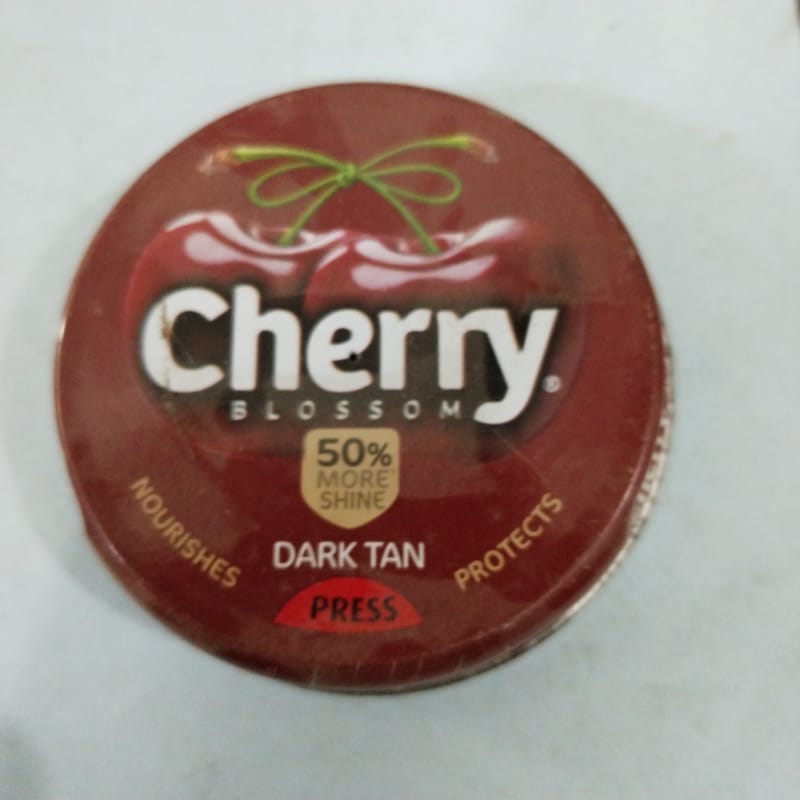 Cherry®
BLOSSOM
50%
MORE
SHINE
NOURISHES
DARK TAN
PROTECTS
PRESS